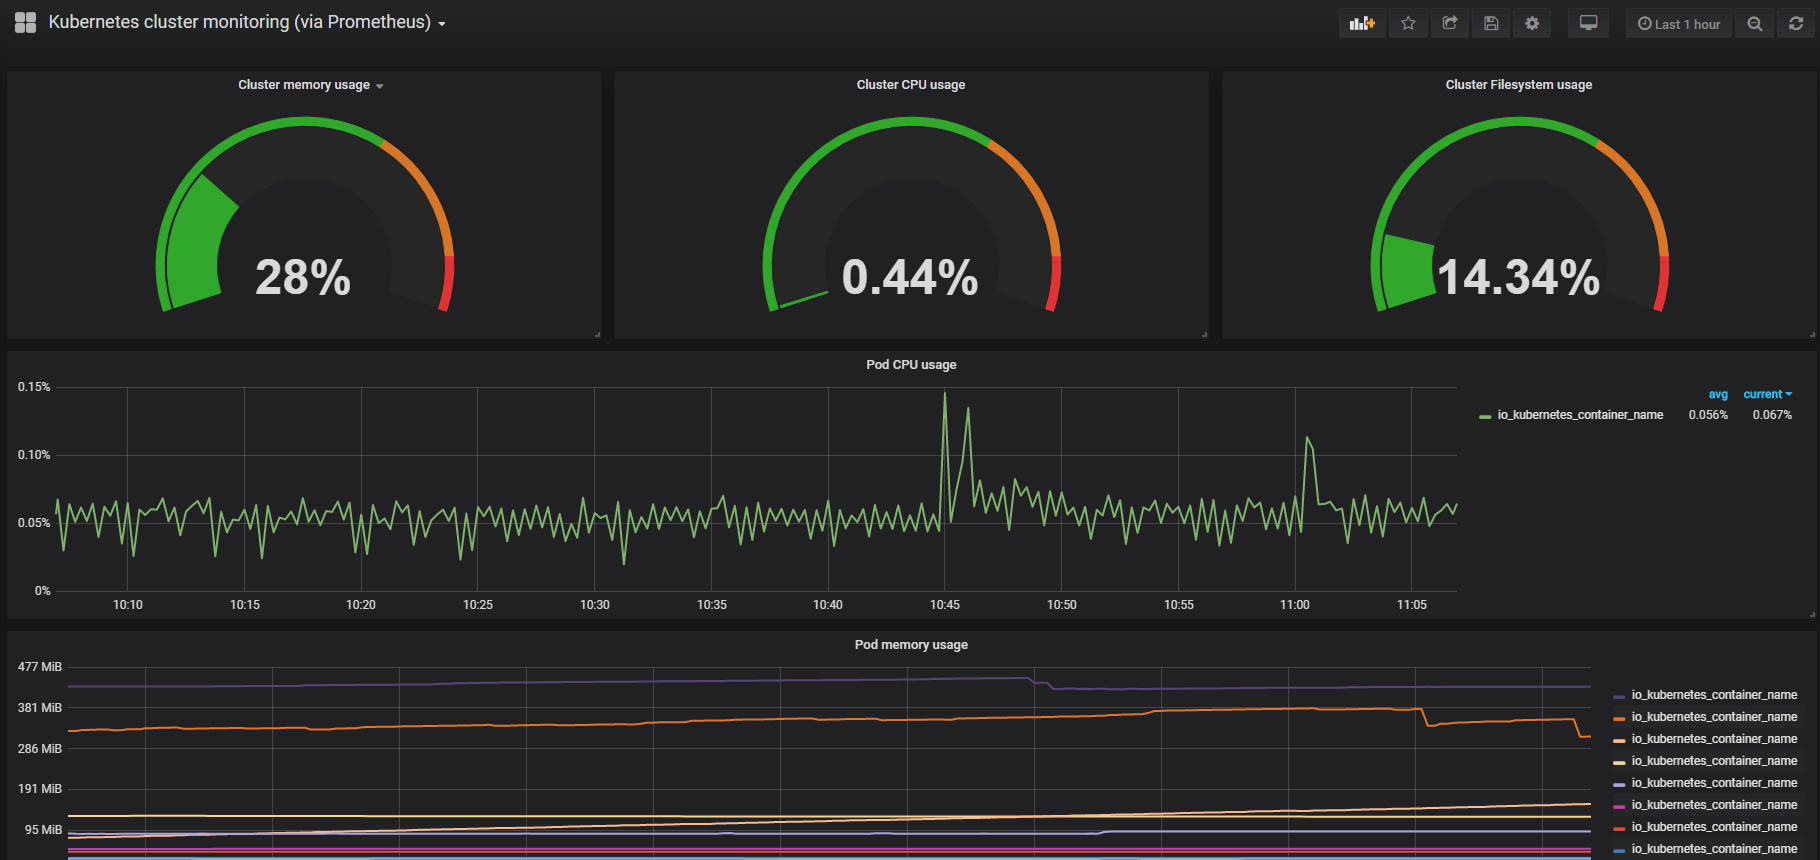 Kubernetes cluster monitoring (via Prometheus)
Last 1 hour
Cluster memory usage
28%
Cluster CPU usage
0.44%
Cluster Filesystem usage
14.34%
Pod CPU usage
0.15%
0.10%
0.05%
0%
10:10 10:15 10:20 10:25 10:30 10:35 10:40 10:45 10:50 10:55 11:00 11:05
avg current
io_kubernetes_container_name 0.056% 0.067%
Pod memory usage
477 MiB
381 MiB
286 MiB
191 MiB
95 MiB
io_kubernetes_container_name
io_kubernetes_container_name
io_kubernetes_container_name
io_kubernetes_container_name
io_kubernetes_container_name
io_kubernetes_container_name
io_kubernetes_container_name
io_kubernetes_container_name